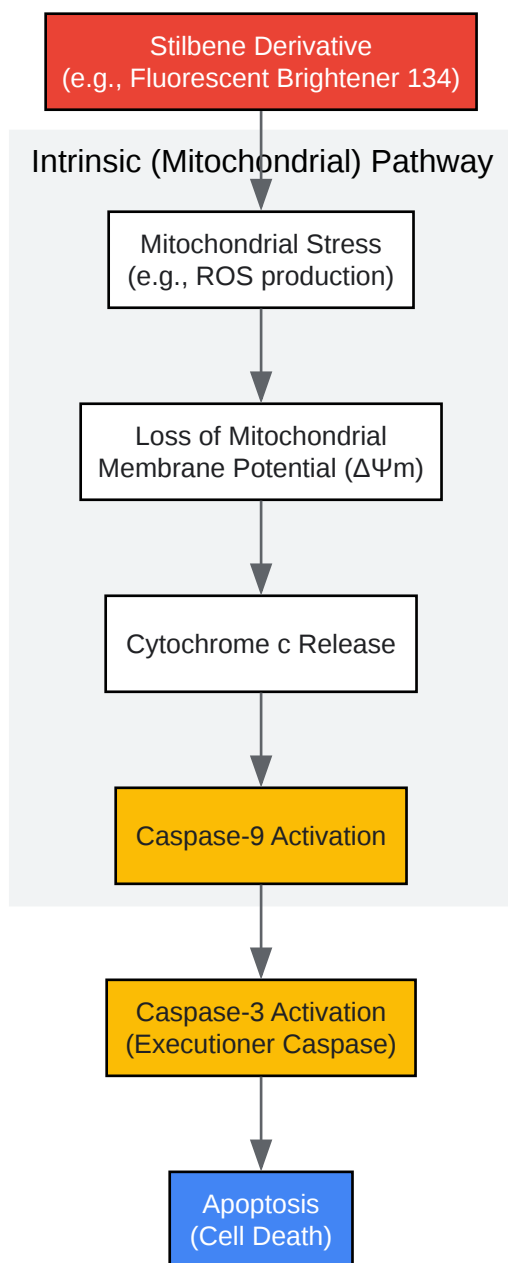 Stilbene Derivative
(e.g., Fluorescent Brightener 134)
Intrinsic (Mitochondrial) Pathway
Mitochondrial Stress
(e.g., ROS production)
Loss of Mitochondrial
Membrane Potential (ΔΨm)
Cytochrome c Release
Caspase-9 Activation
Caspase-3 Activation
(Executioner Caspase)
Apoptosis
(Cell Death)